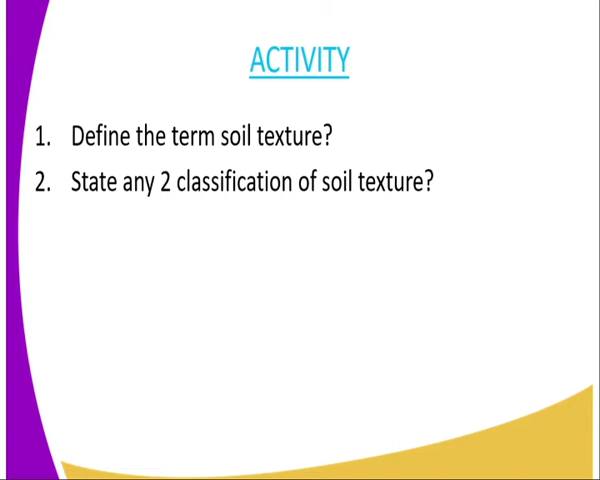 ACTIVITY
1. Define the term soil texture?
2. State any 2 classification of soil texture?